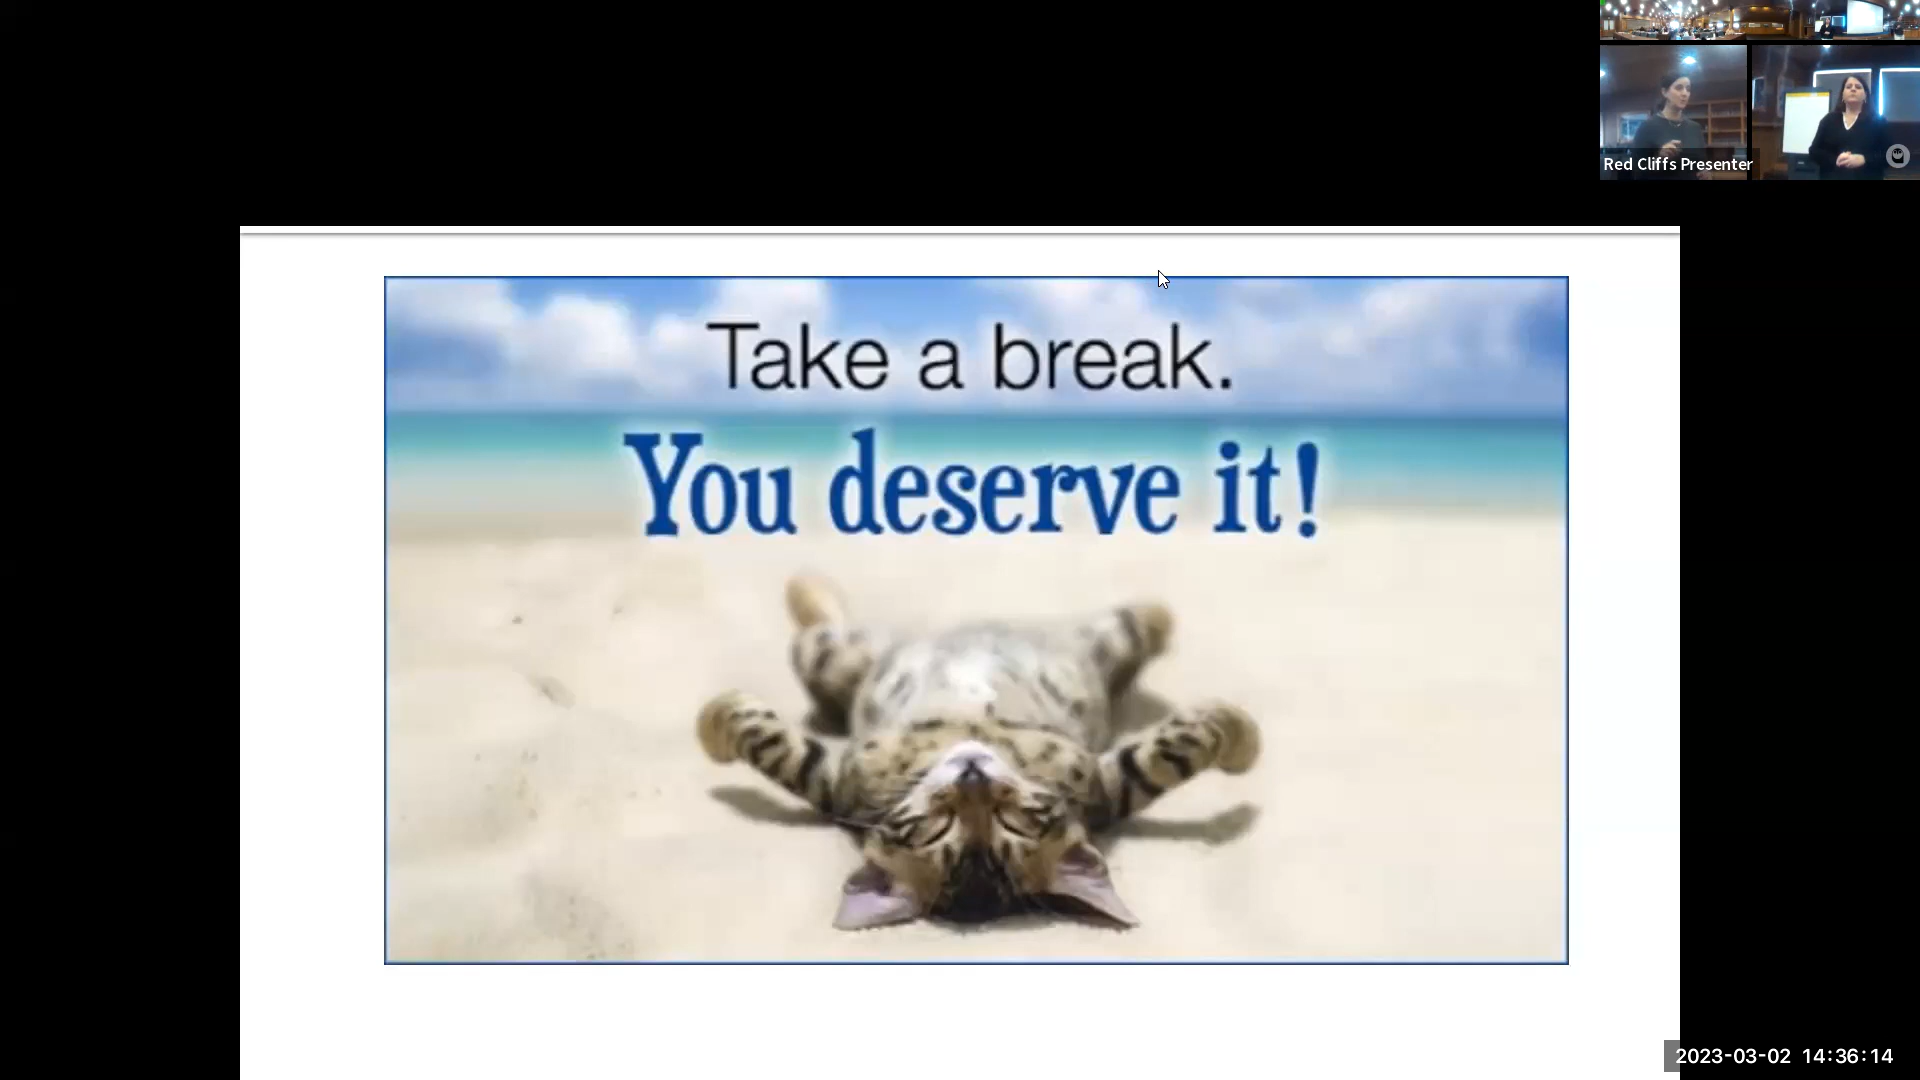 Red Cliffs Presenter
Take a break.
You deserve it!
2023-03-02 14:36:14